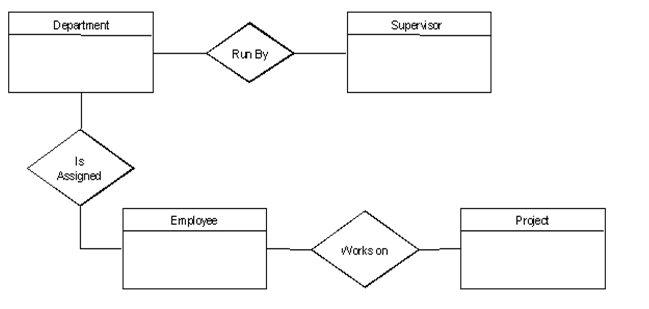 Department
Run By
Supervisor
Is
Assigned
Employee
Works on
Project